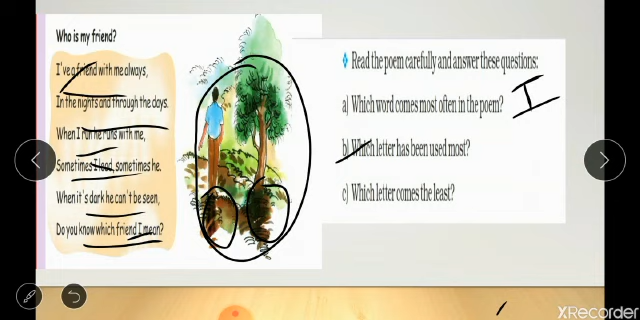 Who is my friend?
I've a friend with me always,
In the nights and through the days.
When I run he runs with me,
Sometimes I lead, sometimes he.
When it's dark he can't be seen,
Do you know which friend I mean?
Read the poem carefully and answer these questions:
a) Which word comes most often in the poem? I
b) Which letter has been used most?
c) Which letter comes the least?
XRecorder